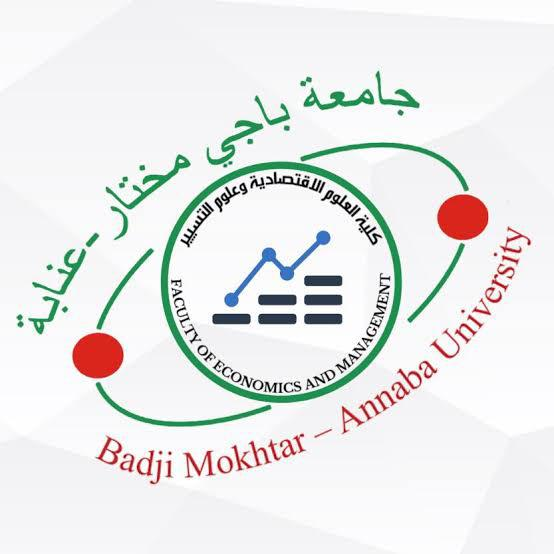 جامعة باجي مختار -عنابة
كلية العلوم الاقتصادية وعلوم التسيير
FACULTY OF ECONOMICS AND MANAGEMENT
Badji Mokhtar – Annaba University